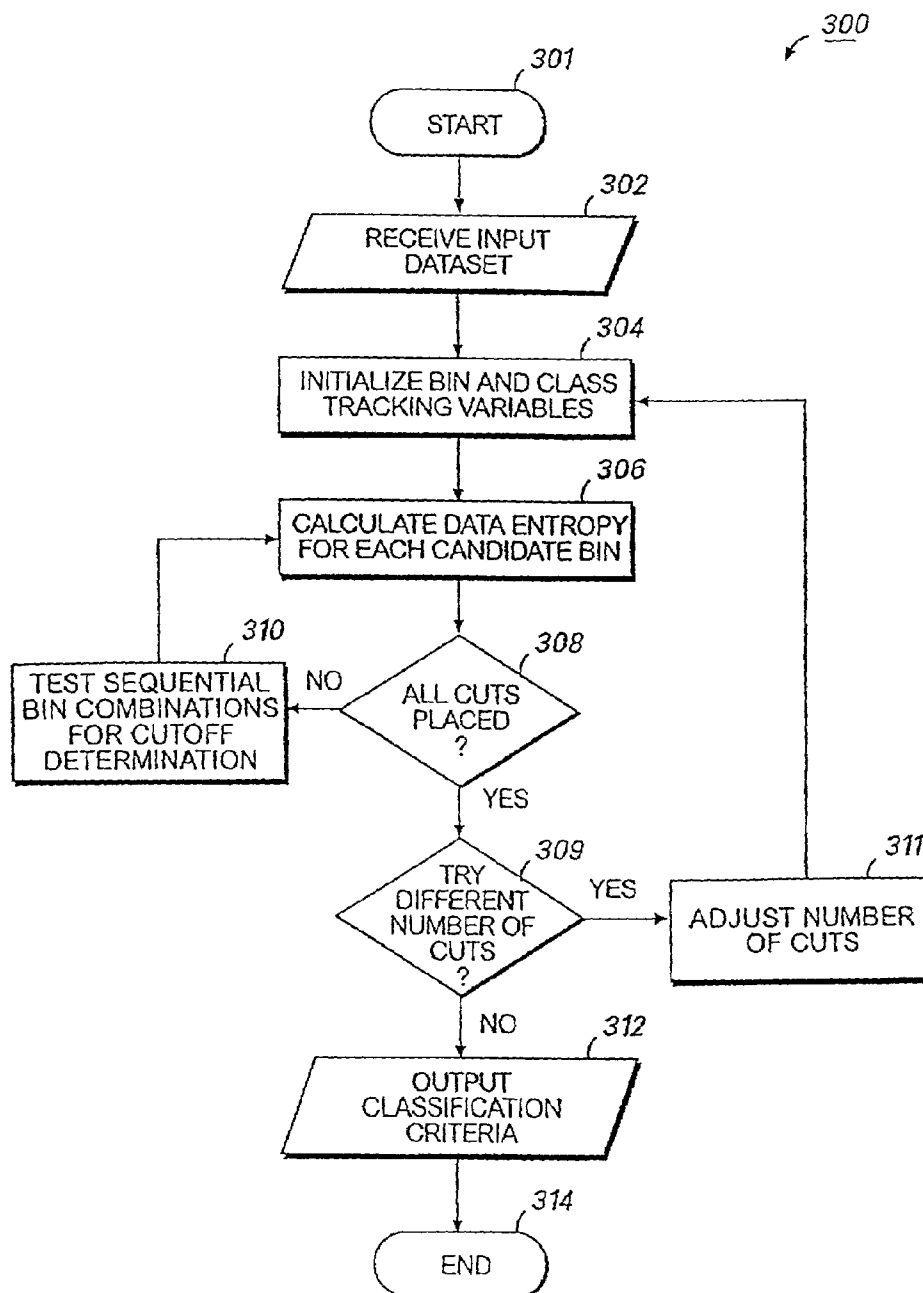 300
301
START
302
RECEIVE INPUT
DATASET
304
INITIALIZE BIN AND CLASS
TRACKING VARIABLES
306
CALCULATE DATA ENTROPY
FOR EACH CANDIDATE BIN
310
TEST SEQUENTIAL
BIN COMBINATIONS
FOR CUTOFF
DETERMINATION
NO
308
ALL CUTS
PLACED
?
YES
309
TRY
DIFFERENT
NUMBER OF
CUTS
?
YES
311
ADJUST NUMBER
OF CUTS
NO
312
OUTPUT
CLASSIFICATION
CRITERIA
314
END